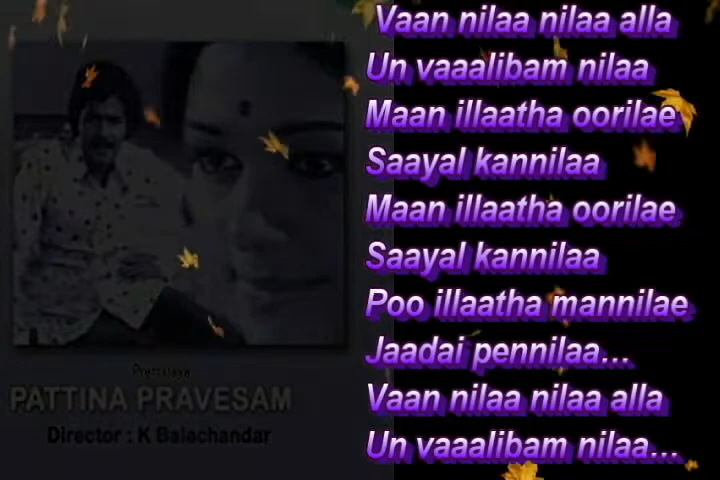 Vaan nilaa nilaa alla
Un vaaalibam nilaa
Maan illaatha oorilae
Saayal kannilaa
Maan illaatha oorilae
Saayal kannilaa
Poo illaatha mannilae
Jaadai pennilaa...
Vaan nilaa nilaa alla
Un vaaalibam nilaa...
Premalaya
PATTINA PRAVESAM
Director : K Balachandar